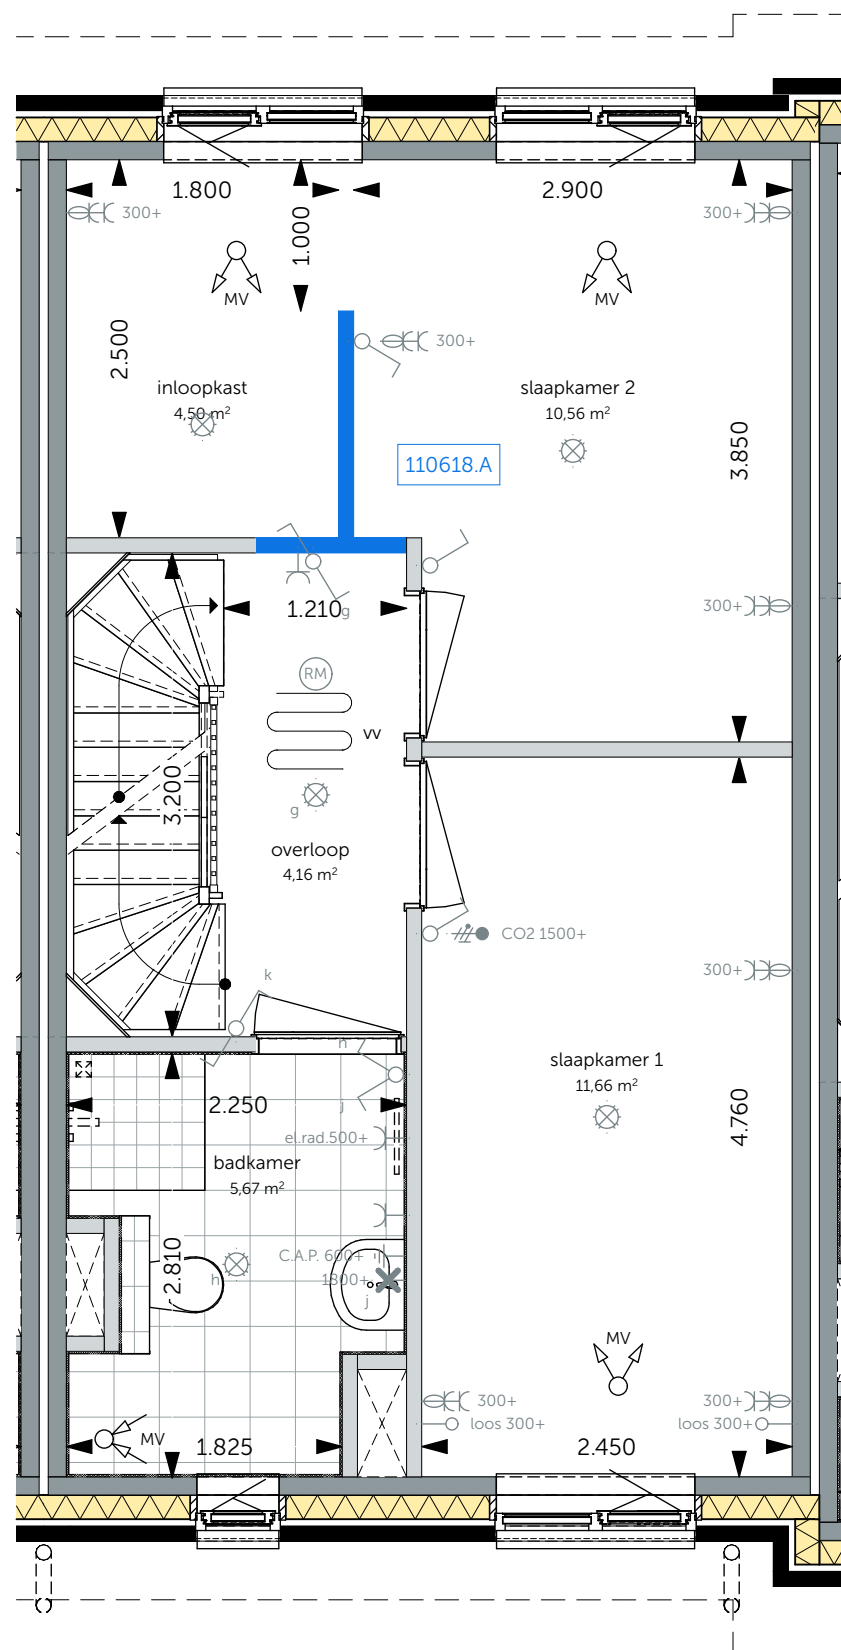 1.800
2.900
300+
300+
1.000
MV
MV
2.500
300+
inloopkast
4,50 m²
slaapkamer 2
10,56 m²
3.850
110618.A
1.210
g
300+
RM
vv
3.200
g
overloop
4,16 m²
CO2 1500+
k
300+
h
slaapkamer 1
11,66 m²
2.250
j
4.760
el.rad.500+
badkamer
5,67 m²
2.810
C.A.P. 600+
h
1800+
j
MV
300+
300+
loos 300+
loos 300+
MV
1.825
2.450